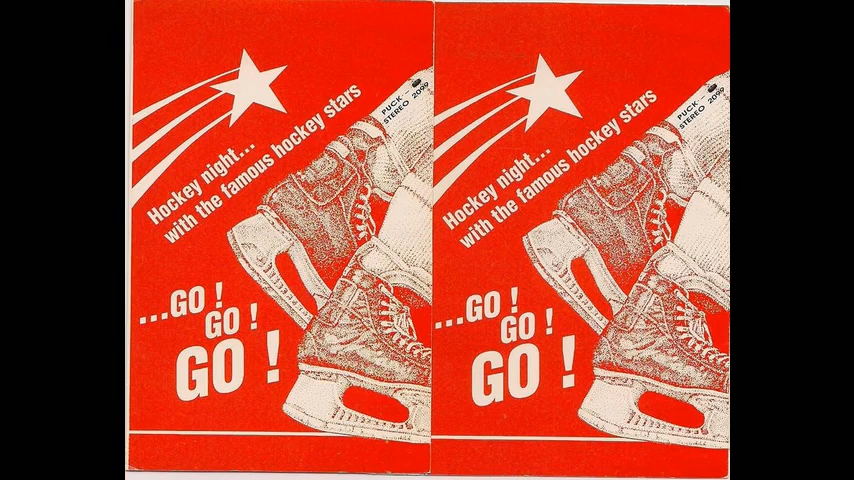 PUCK -
STEREO 2099
Hockey night...
with the famous hockey stars
...GO !
GO !
GO !
PUCK -
STEREO 2099
Hockey night...
with the famous hockey stars
...GO !
GO !
GO !